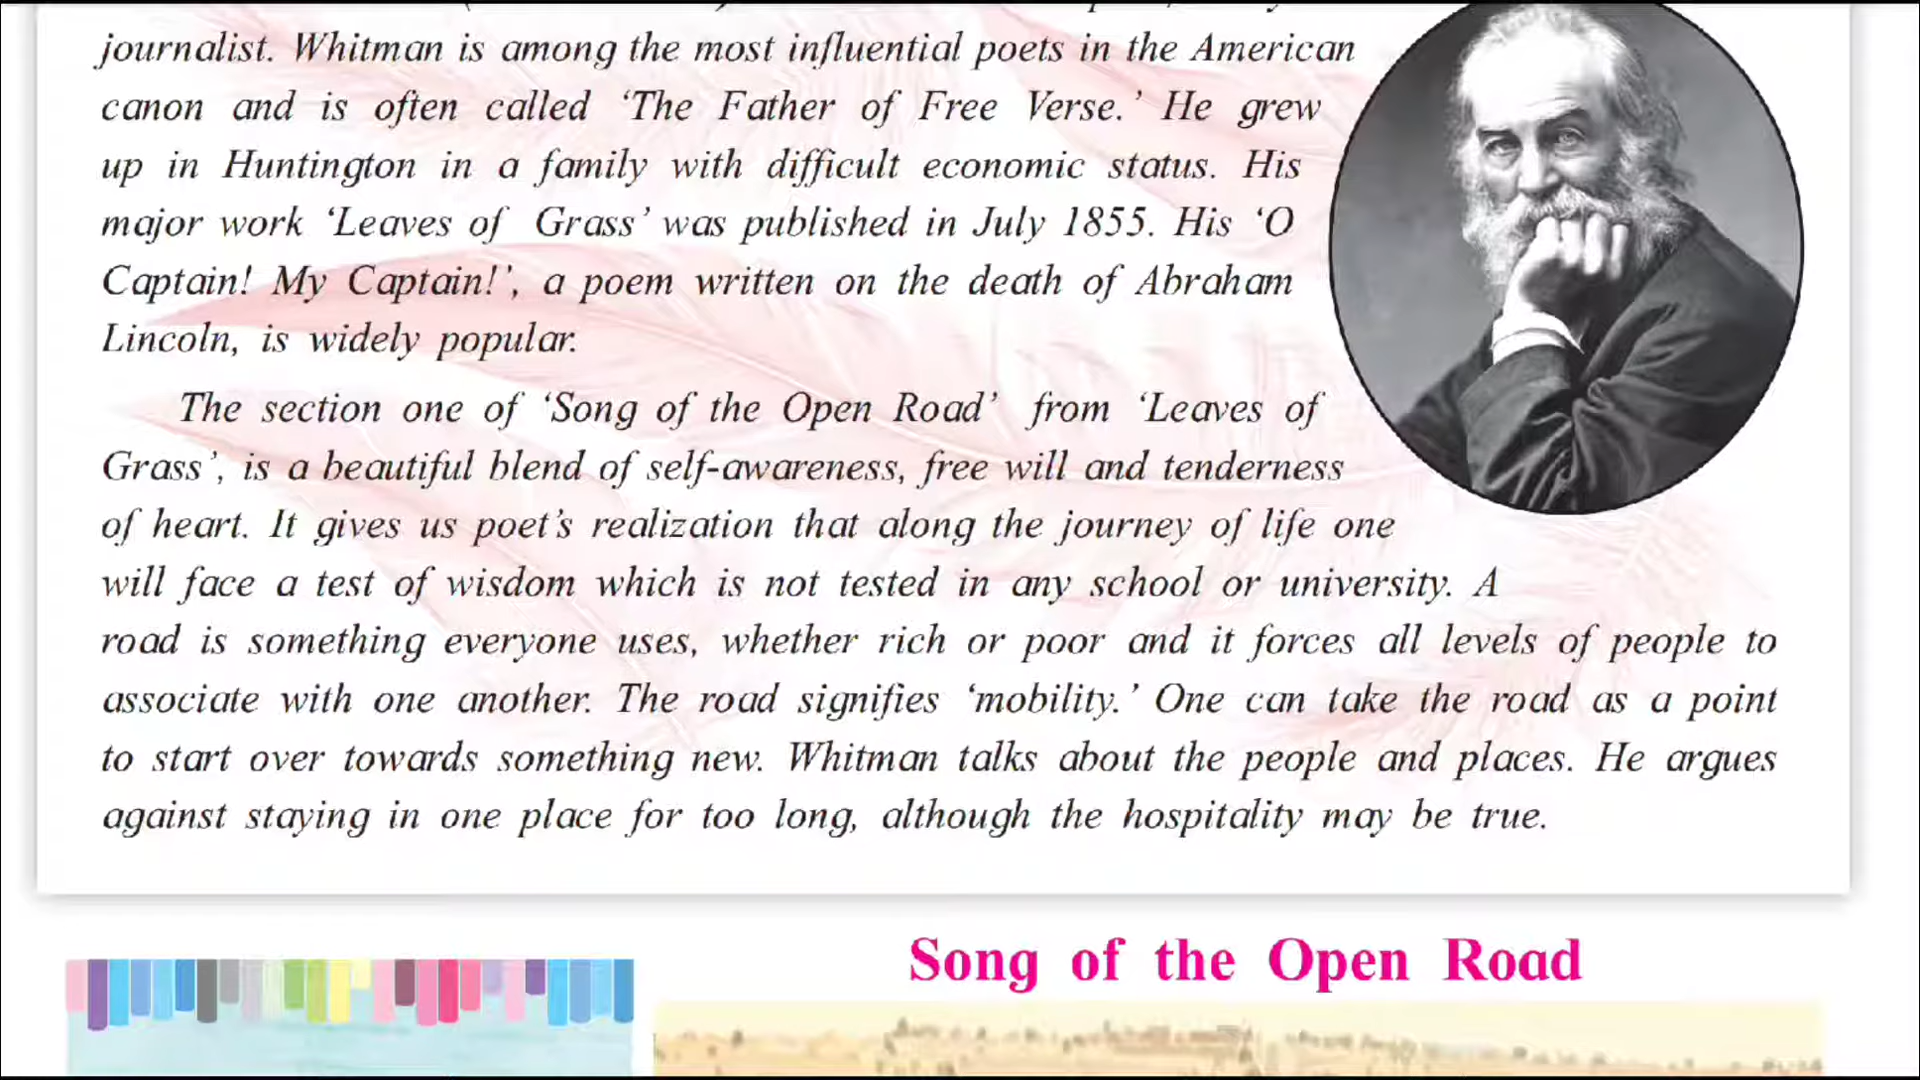 journalist. Whitman is among the most influential poets in the American
canon and is often called ‘The Father of Free Verse.’ He grew
up in Huntington in a family with difficult economic status. His
major work ‘Leaves of Grass’ was published in July 1855. His ‘O
Captain! My Captain!’, a poem written on the death of Abraham
Lincoln, is widely popular.
The section one of ‘Song of the Open Road’ from ‘Leaves of
Grass’, is a beautiful blend of self-awareness, free will and tenderness
of heart. It gives us poet’s realization that along the journey of life one
will face a test of wisdom which is not tested in any school or university. A
road is something everyone uses, whether rich or poor and it forces all levels of people to
associate with one another. The road signifies ‘mobility.’ One can take the road as a point
to start over towards something new. Whitman talks about the people and places. He argues
against staying in one place for too long, although the hospitality may be true.
Song of the Open Road